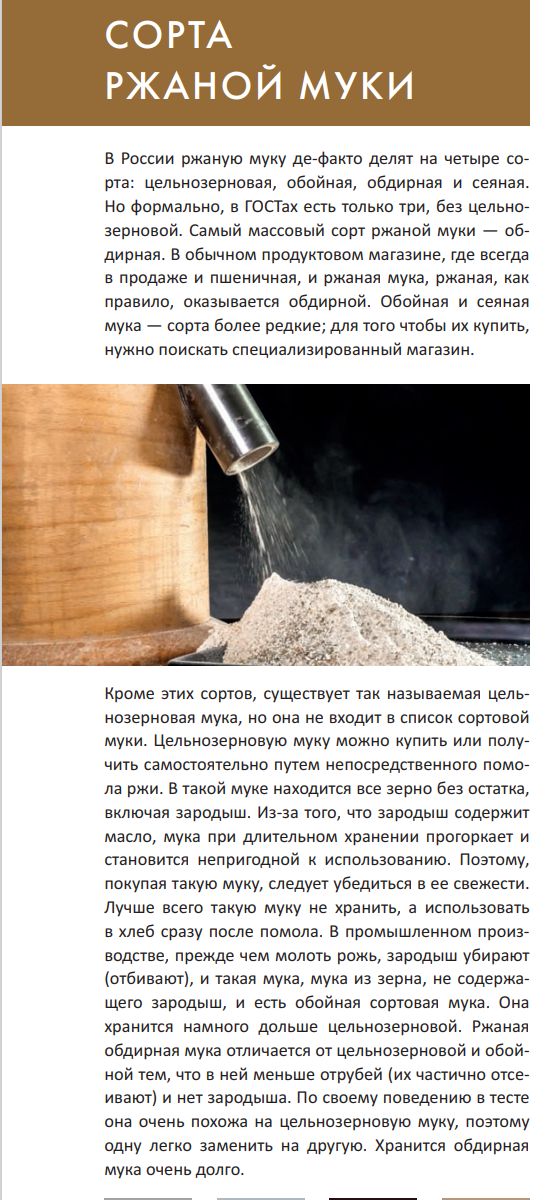 СОРТА
РЖАНОЙ МУКИ
В России ржаную муку де-факто делят на четыре со-
рта: цельнозерновая, обойная, обдирная и сеяная.
Но формально, в ГОСТах есть только три, без цельно-
зерновой. Самый массовый сорт ржаной муки — об-
дирная. В обычном продуктовом магазине, где всегда
в продаже и пшеничная, и ржаная мука, ржаная, как
правило, оказывается обдирной. Обойная и сеяная
мука — сорта более редкие; для того чтобы их купить,
нужно поискать специализированный магазин.
Кроме этих сортов, существует так называемая цель-
нозерновая мука, но она не входит в список сортовой
муки. Цельнозерновую муку можно купить или полу-
чить самостоятельно путем непосредственного помо-
ла ржи. В такой муке находится все зерно без остатка,
включая зародыш. Из-за того, что зародыш содержит
масло, мука при длительном хранении прогоркает и
становится непригодной к использованию. Поэтому,
покупая такую муку, следует убедиться в ее свежести.
Лучше всего такую муку не хранить, а использовать
в хлеб сразу после помола. В промышленном произ-
водстве, прежде чем молоть рожь, зародыш убирают
(отбивают), и такая мука, мука из зерна, не содержа-
щего зародыш, и есть обойная сортовая мука. Она
хранится намного дольше цельнозерновой. Ржаная
обдирная мука отличается от цельнозерновой и обой-
ной тем, что в ней меньше отрубей (их частично отсе-
ивают) и нет зародыша. По своему поведению в тесте
она очень похожа на цельнозерновую муку, поэтому
одну легко заменить на другую. Хранится обдирная
мука очень долго.